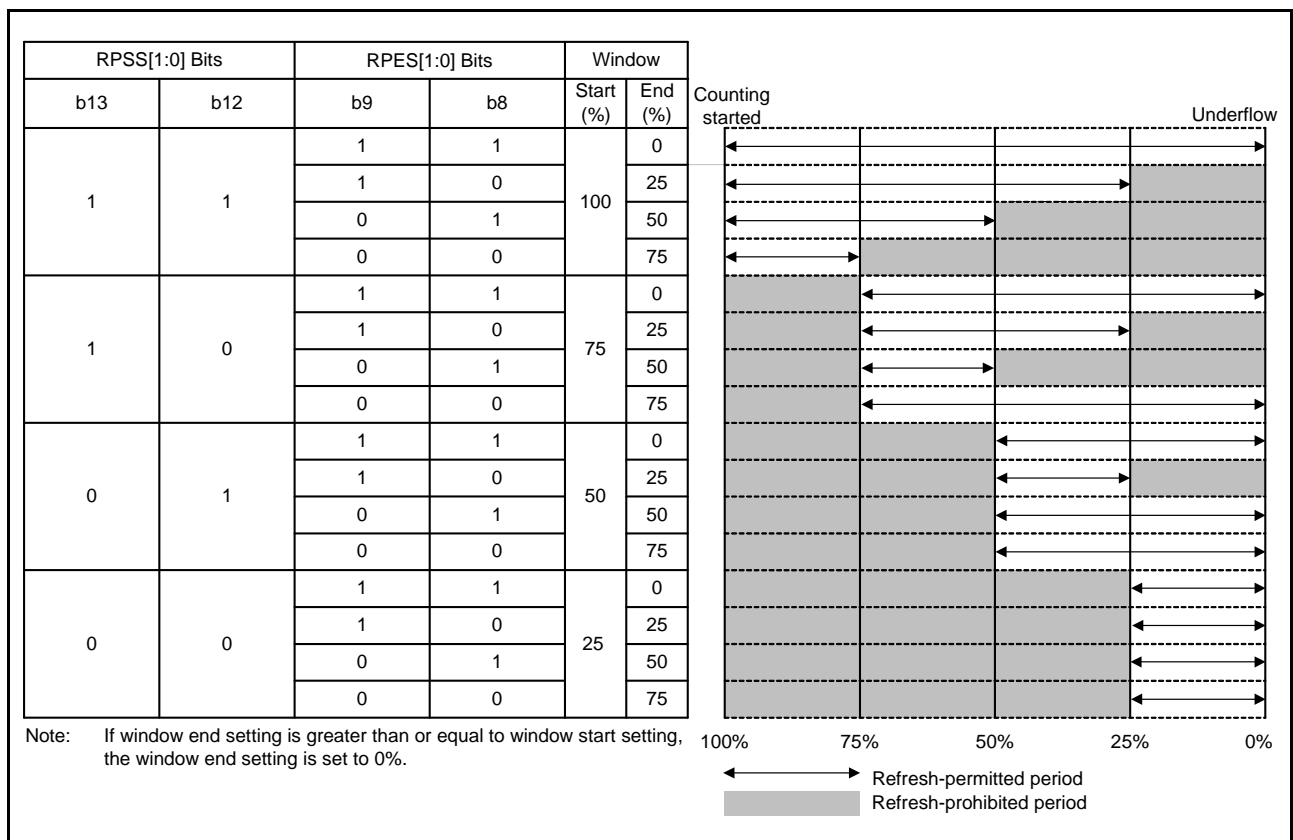 RPSS[1:0] Bits RPES[1:0] Bits Window
b13 b12 b9 b8 Start (%) End (%)
Counting started Underflow
1 1 1 1 100 0
1 0 25
0 1 50
0 0 75
1 0 1 1 75 0
1 0 25
0 1 50
0 0 75
0 1 1 1 50 0
1 0 25
0 1 50
0 0 75
0 0 1 1 25 0
1 0 25
0 1 50
0 0 75
Note: If window end setting is greater than or equal to window start setting,
the window end setting is set to 0%.
100% 75% 50% 25% 0%
Refresh-permitted period
Refresh-prohibited period